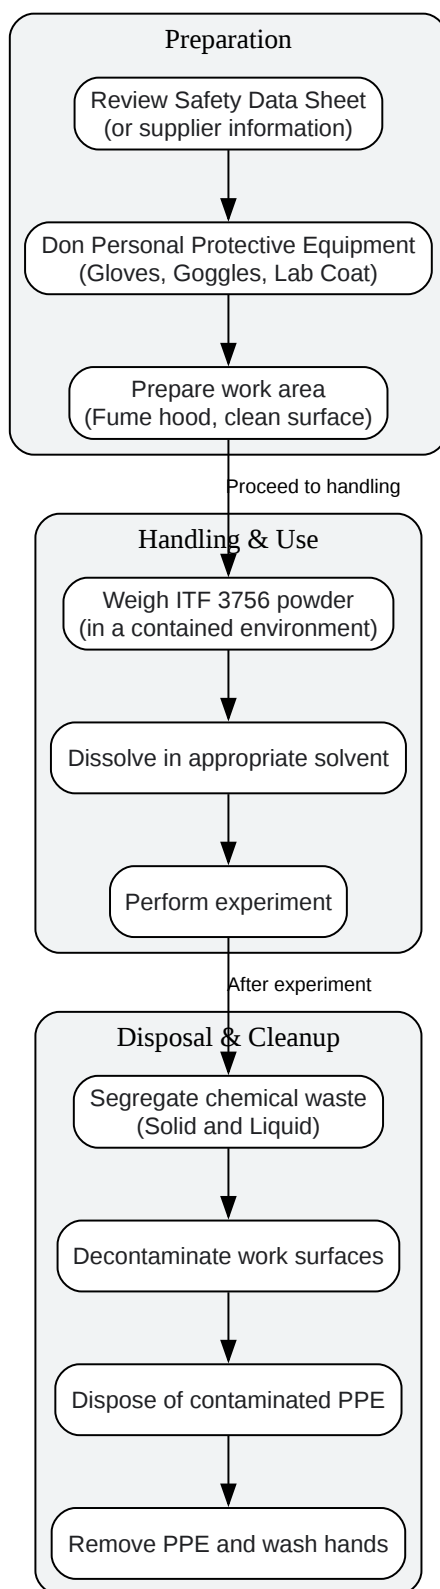 Preparation
Review Safety Data Sheet
(or supplier information)
Don Personal Protective Equipment
(Gloves, Goggles, Lab Coat)
Prepare work area
(Fume hood, clean surface)
Proceed to handling
Handling & Use
Weigh ITF 3756 powder
(in a contained environment)
Dissolve in appropriate solvent
Perform experiment
After experiment
Disposal & Cleanup
Segregate chemical waste
(Solid and Liquid)
Decontaminate work surfaces
Dispose of contaminated PPE
Remove PPE and wash hands